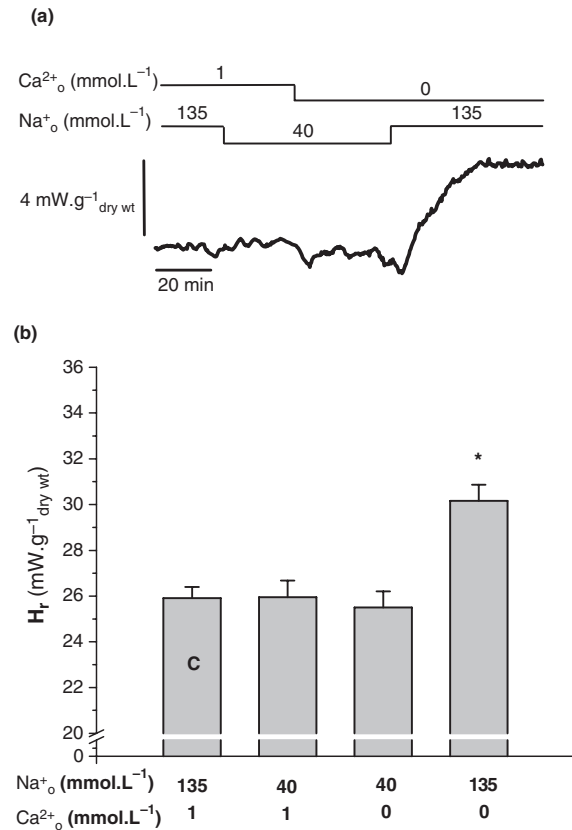 (a)
Ca²⁺ₒ (mmol.L⁻¹) 1 0
Na⁺ₒ (mmol.L⁻¹) 135 40 135
4 mW.g⁻¹dry wt
20 min
(b)
36
34
32
30
28
26
24
22
20
0
Hr (mW.g⁻¹dry wt)
*
C
Na⁺ₒ (mmol.L⁻¹) 135 40 40 135
Ca²⁺ₒ (mmol.L⁻¹) 1 1 0 0